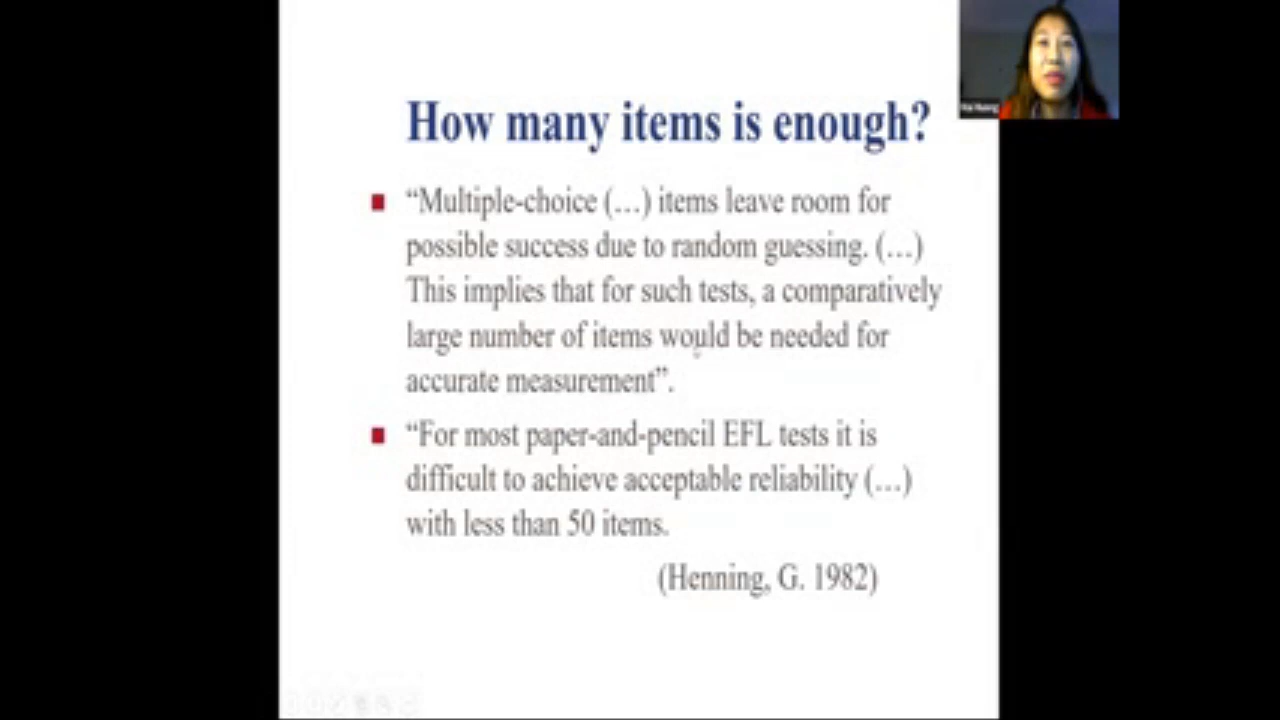 How many items is enough?
“Multiple-choice (…) items leave room for
possible success due to random guessing. (…)
This implies that for such tests, a comparatively
large number of items would be needed for
accurate measurement”.
“For most paper-and-pencil EFL tests it is
difficult to achieve acceptable reliability (…)
with less than 50 items.
(Henning, G. 1982)